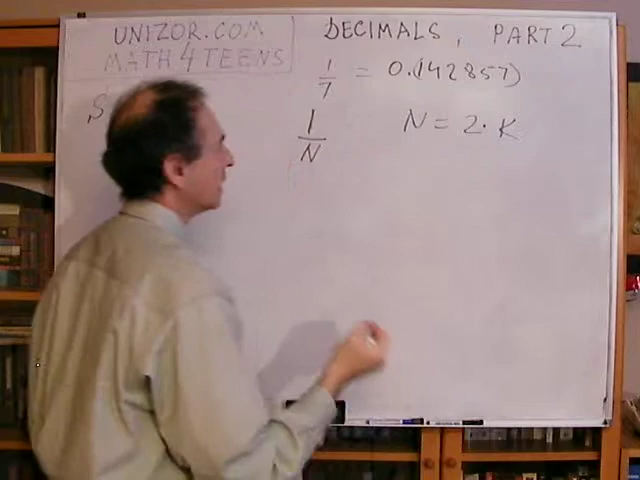 UNIZOR.COM
MATH 4 TEENS
DECIMALS, PART 2
1/7 = 0.(142857)
S
1/N
N = 2·K